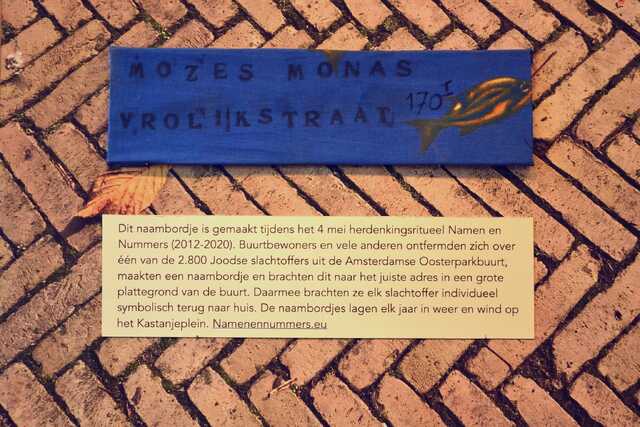 MOZES MONAS
VROLIJKSTRAAT 170 I
Dit naambordje is gemaakt tijdens het 4 mei herdenkingsritueel Namen en
Nummers (2012-2020). Buurtbewoners en vele anderen ontfermden zich over
één van de 2.800 Joodse slachtoffers uit de Amsterdamse Oosterparkbuurt,
maakten een naambordje en brachten dit naar het juiste adres in een grote
plattegrond van de buurt. Daarmee brachten ze elk slachtoffer individueel
symbolisch terug naar huis. De naambordjes lagen elk jaar in weer en wind op
het Kastanjeplein. Namenennummers.eu